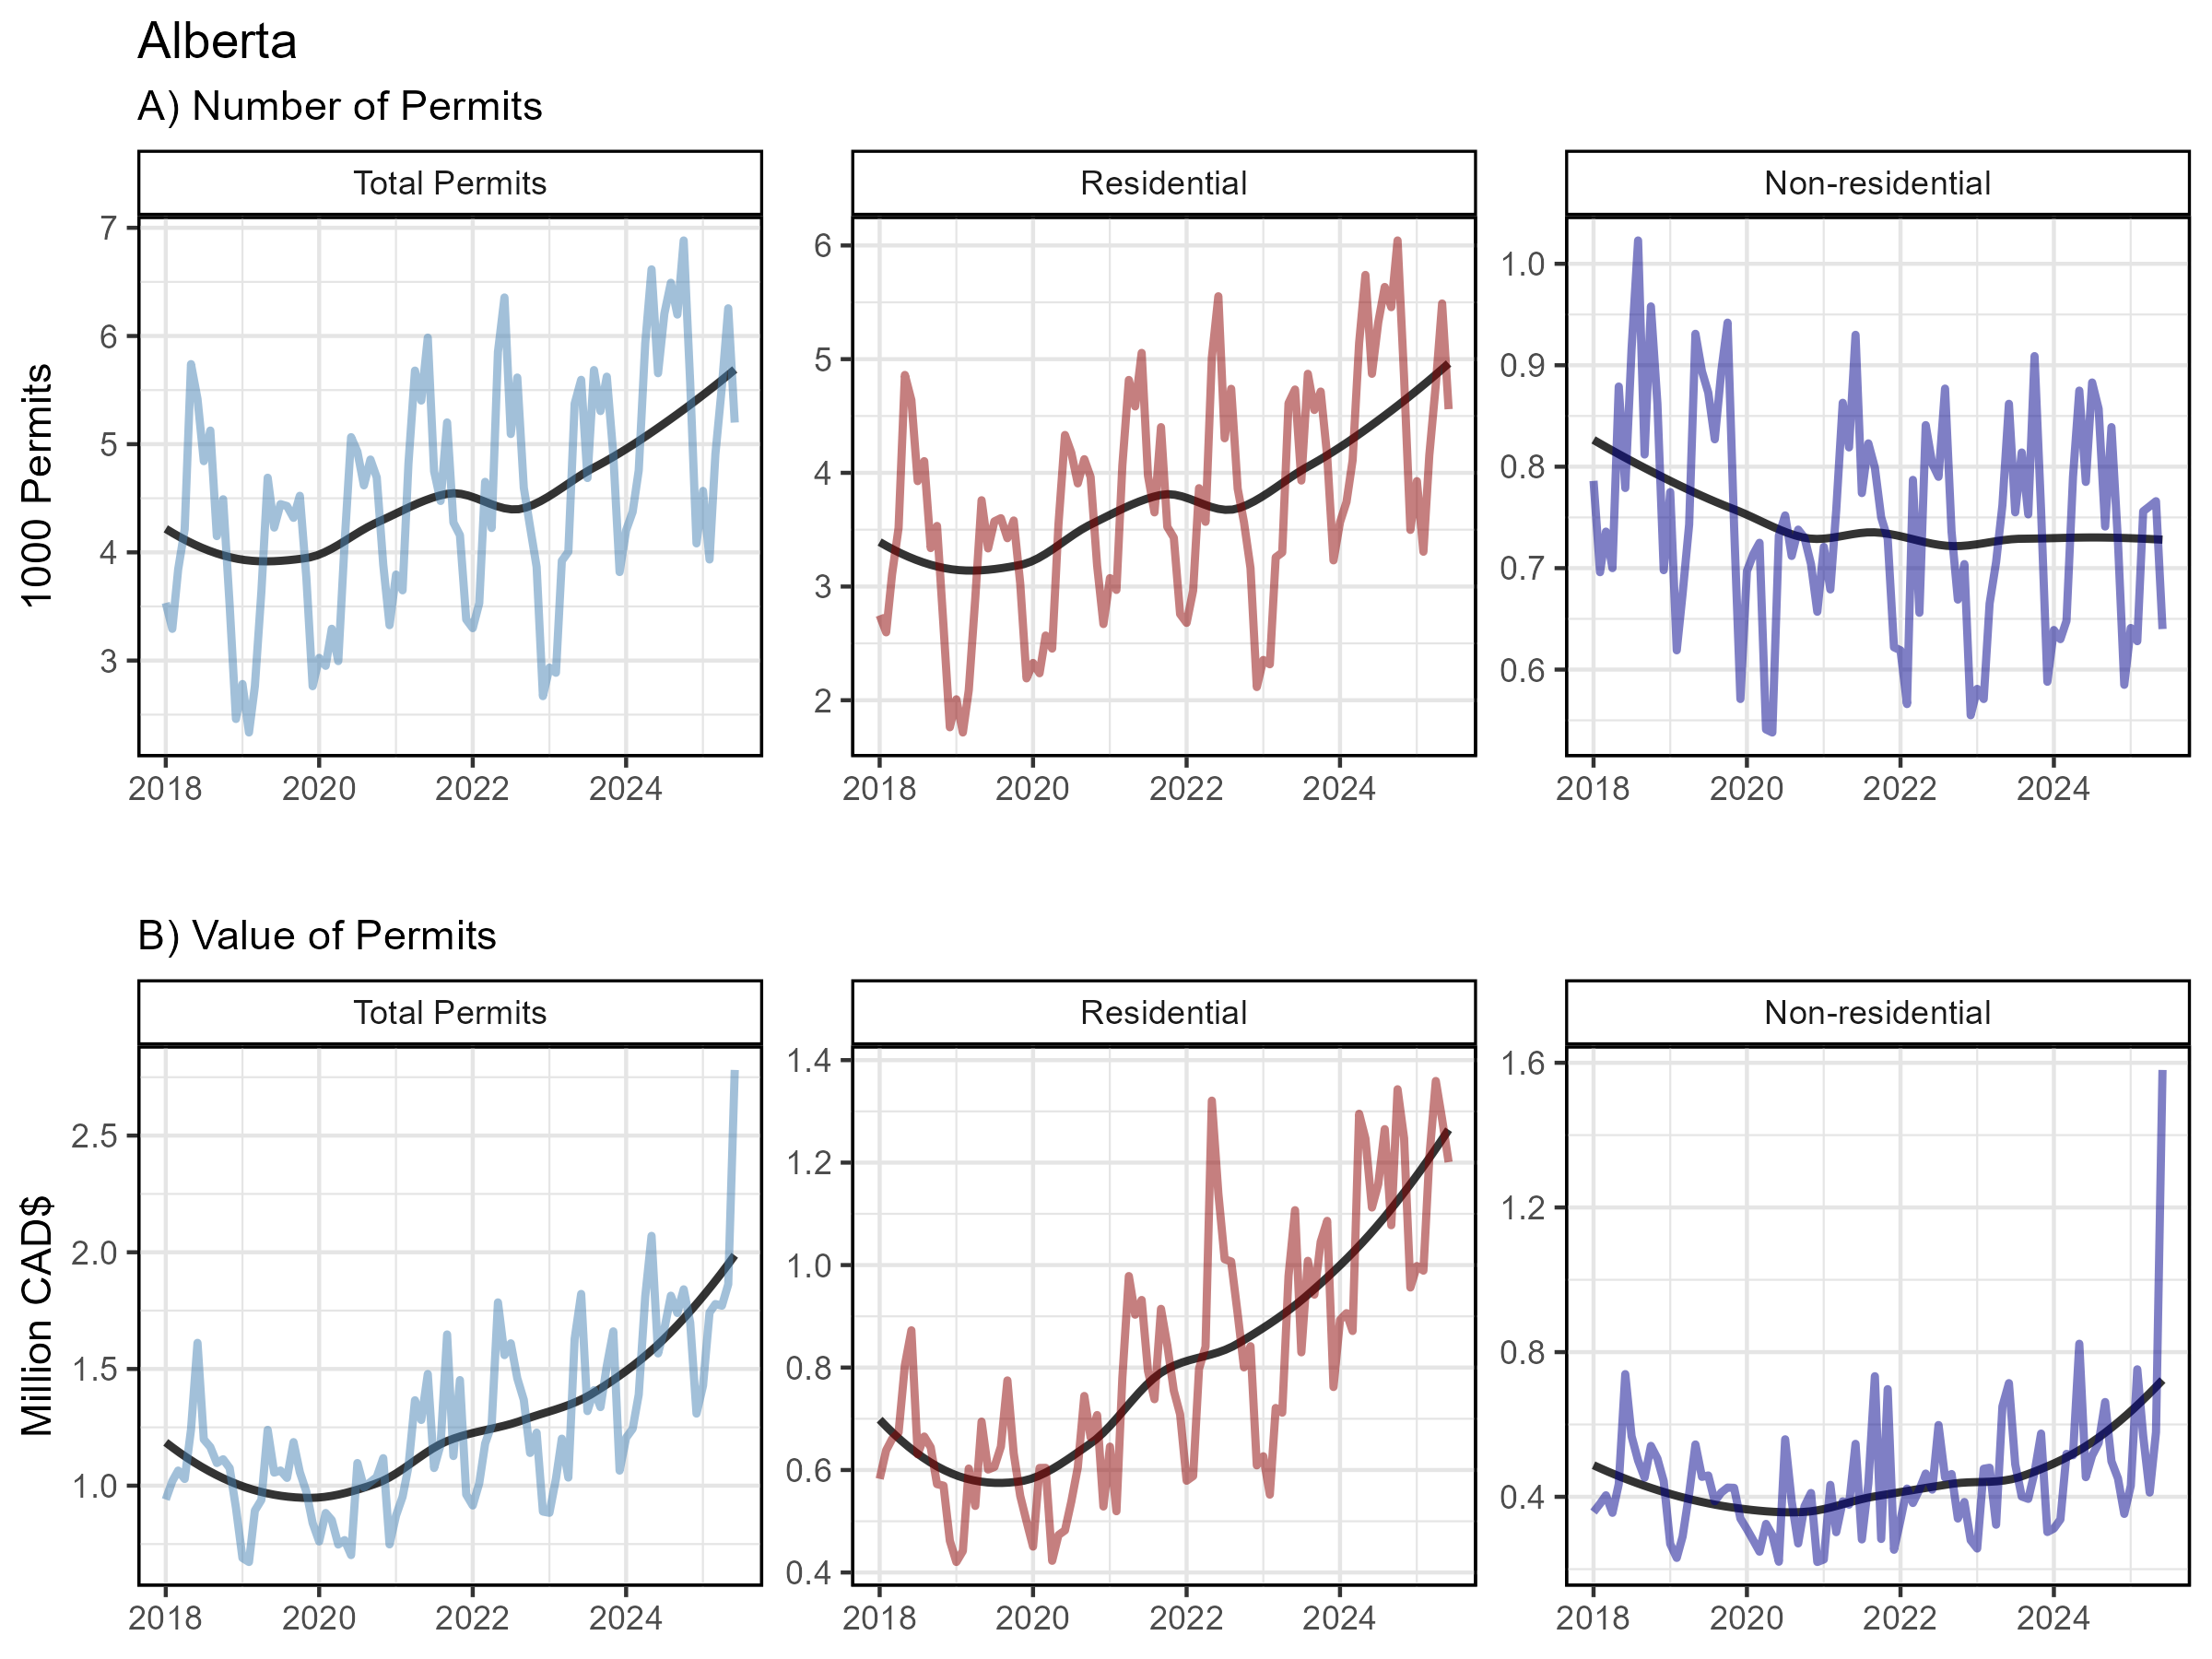 Alberta
A) Number of Permits
Total Permits
Residential
Non-residential
1000 Permits
7
6
5
4
3
2018 2020 2022 2024
6
5
4
3
2
2018 2020 2022 2024
1.0
0.9
0.8
0.7
0.6
2018 2020 2022 2024
B) Value of Permits
Total Permits
Residential
Non-residential
Million CAD$
2.5
2.0
1.5
1.0
2018 2020 2022 2024
1.4
1.2
1.0
0.8
0.6
0.4
2018 2020 2022 2024
1.6
1.2
0.8
0.4
2018 2020 2022 2024